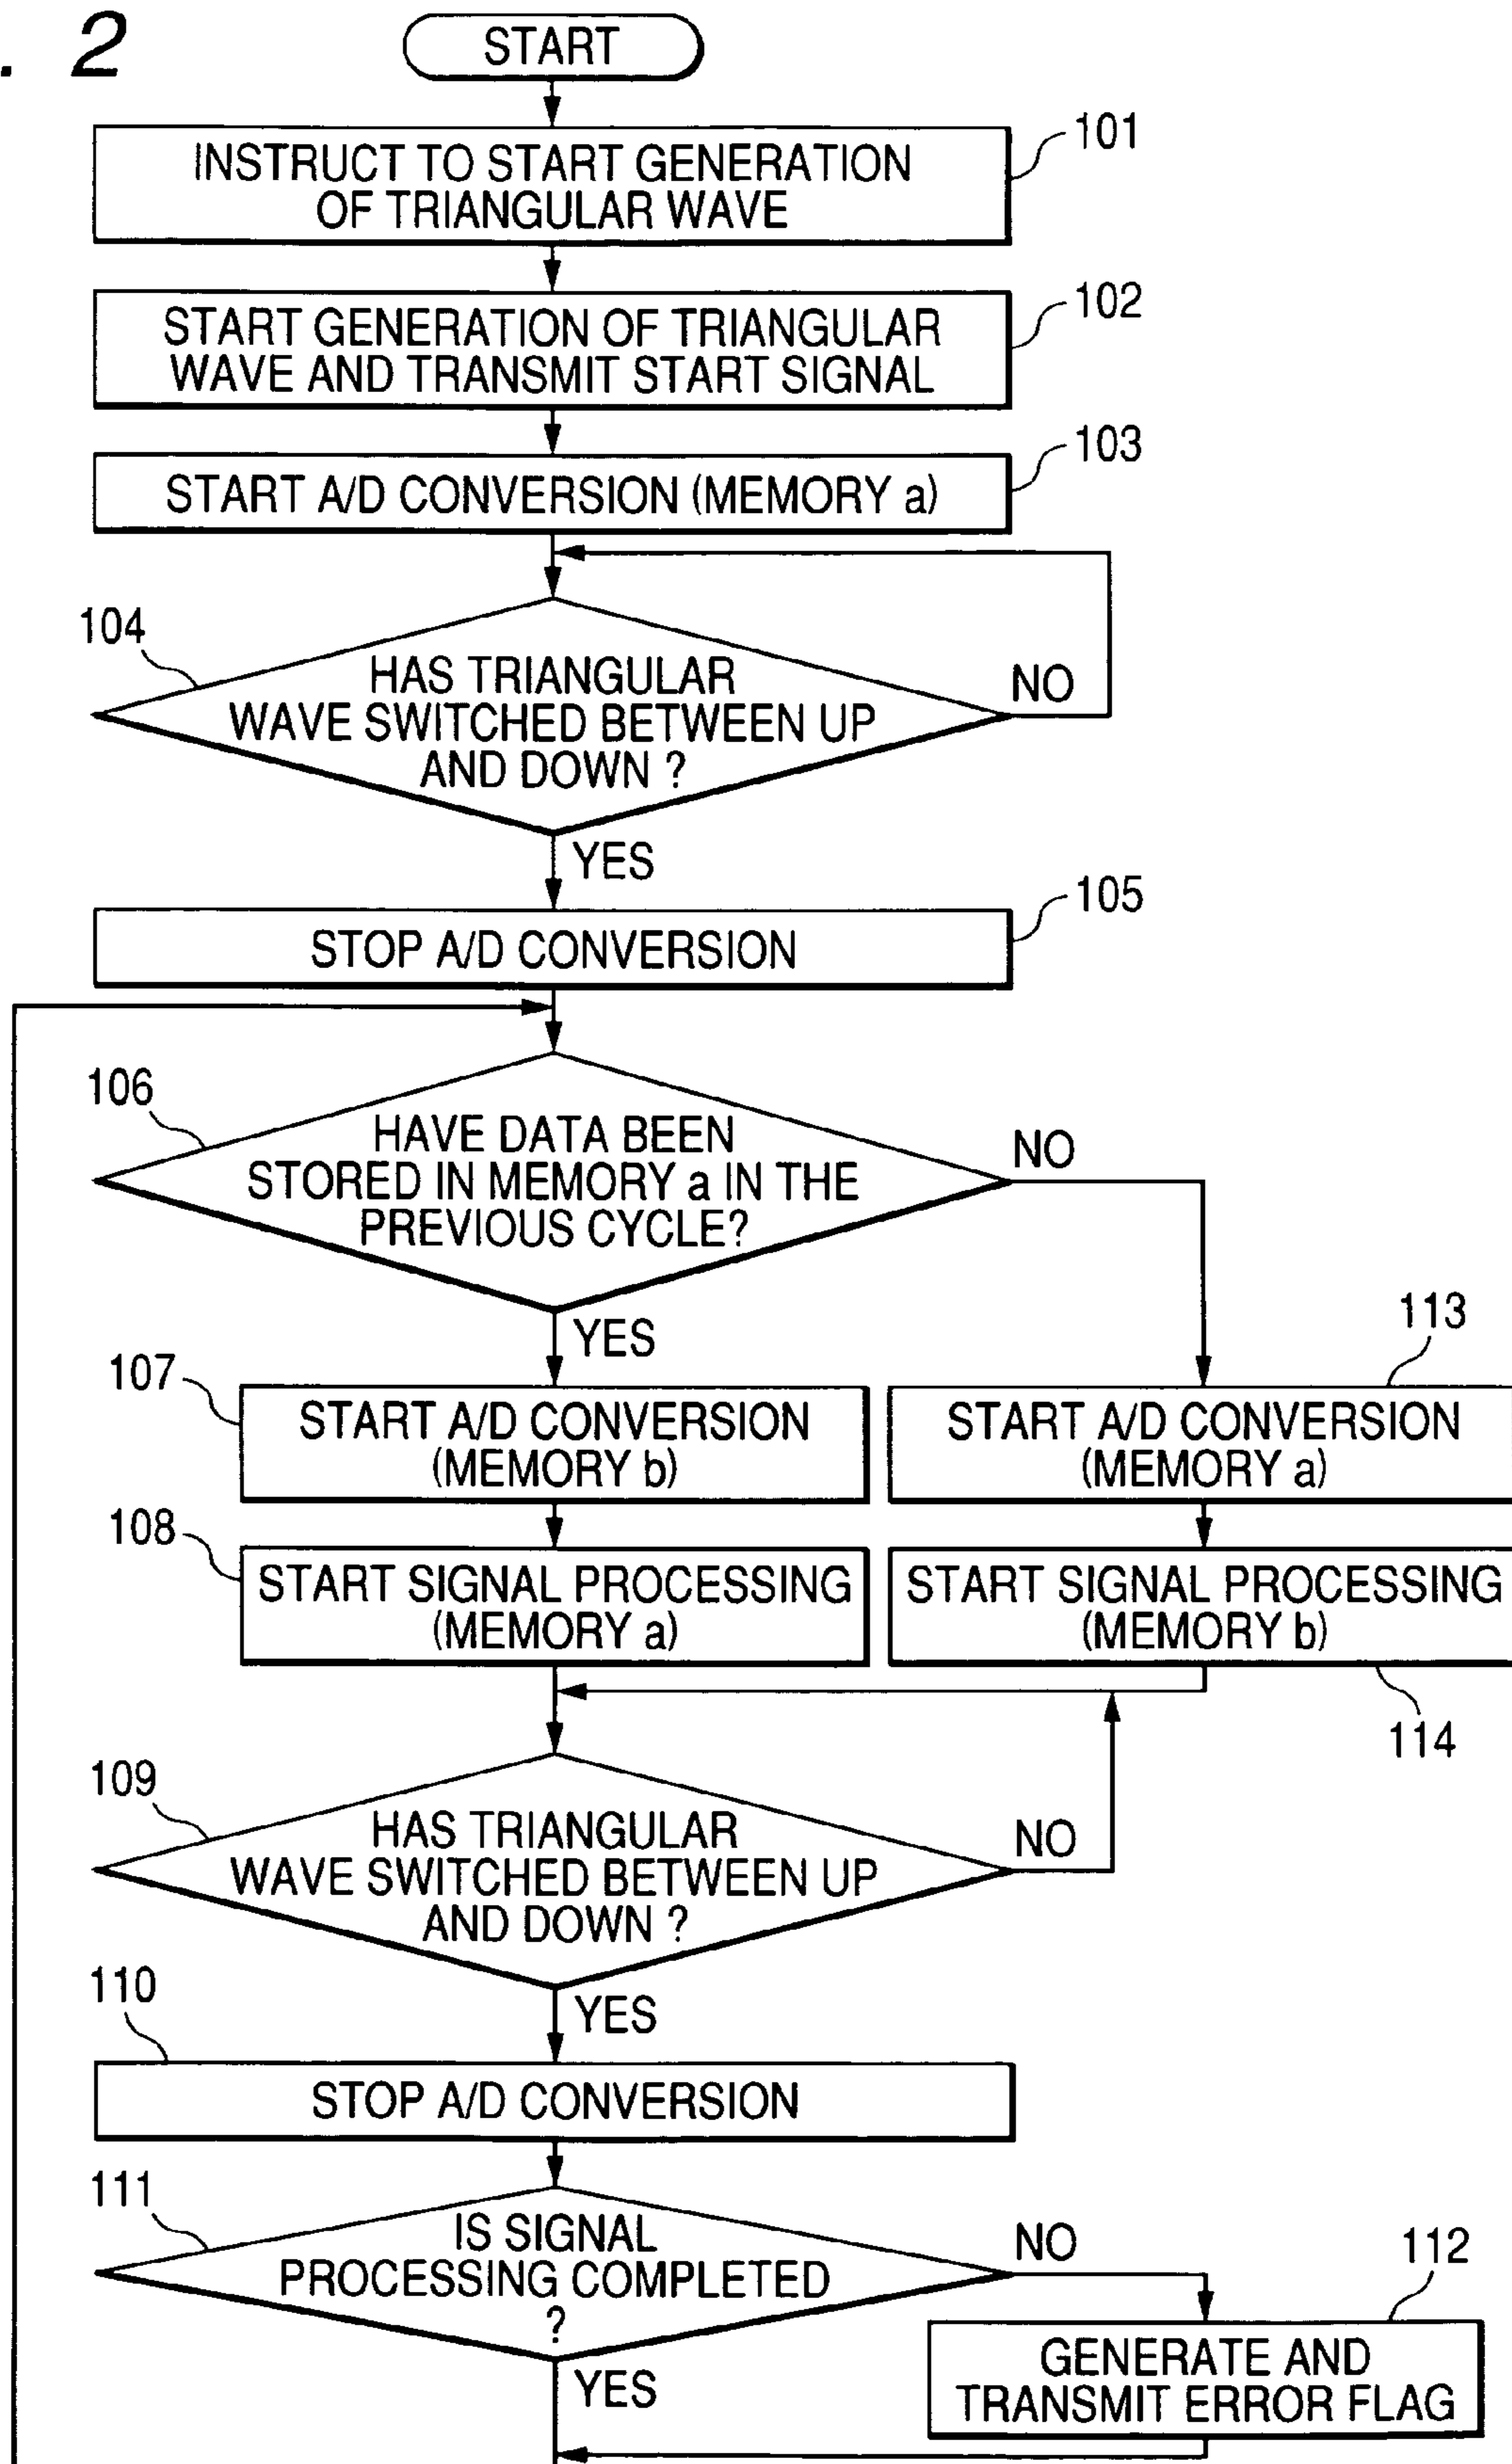 . 2
START
101
INSTRUCT TO START GENERATION
OF TRIANGULAR WAVE
102
START GENERATION OF TRIANGULAR
WAVE AND TRANSMIT START SIGNAL
103
START A/D CONVERSION (MEMORY a)
104
HAS TRIANGULAR
WAVE SWITCHED BETWEEN UP
AND DOWN ?
NO
YES
105
STOP A/D CONVERSION
106
HAVE DATA BEEN
STORED IN MEMORY a IN THE
PREVIOUS CYCLE?
NO
YES
107
START A/D CONVERSION
(MEMORY b)
113
START A/D CONVERSION
(MEMORY a)
108
START SIGNAL PROCESSING
(MEMORY a)
START SIGNAL PROCESSING
(MEMORY b)
114
109
HAS TRIANGULAR
WAVE SWITCHED BETWEEN UP
AND DOWN ?
NO
YES
110
STOP A/D CONVERSION
111
IS SIGNAL
PROCESSING COMPLETED
?
NO
YES
112
GENERATE AND
TRANSMIT ERROR FLAG